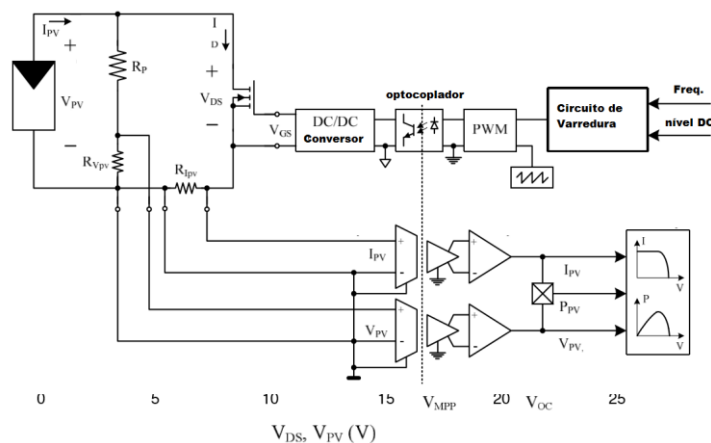 I_PV
+
R_P
I
D
+
V_DS
−
V_PV
−
R_Vpv
R_Ipv
V_GS
DC/DC
Conversor
optocoplador
PWM
Circuito de
Varredura
Freq.
nível DC
+
I_PV
-
+
-
+
V_PV
-
+
-
I_PV
P_PV
V_PV,
I
V
P
V
0 5 10 15 V_MPP 20 V_OC 25
V_DS, V_PV (V)